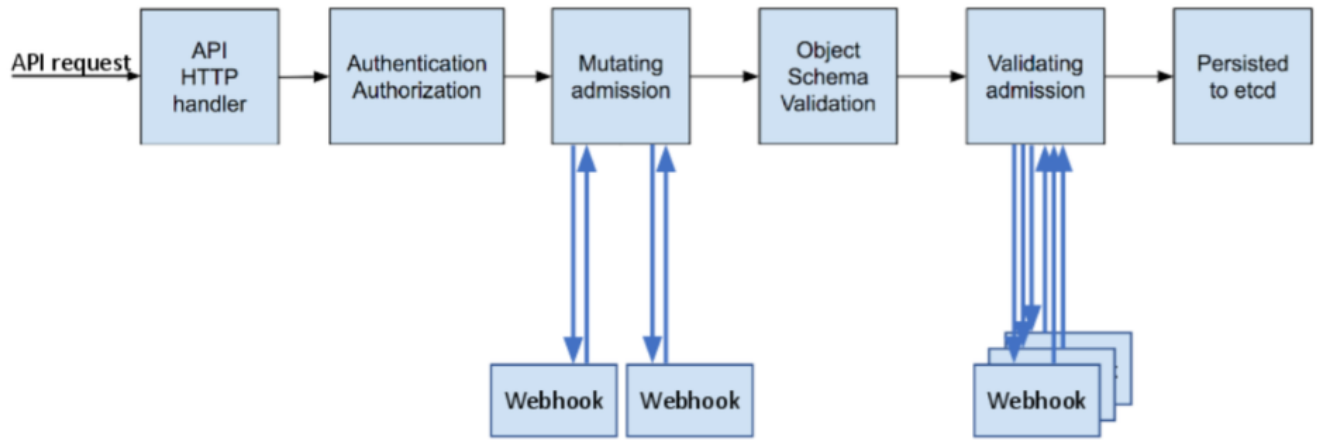 API request
API
HTTP
handler
Authentication
Authorization
Mutating
admission
Object
Schema
Validation
Validating
admission
Persisted
to etcd
Webhook
Webhook
Webhook